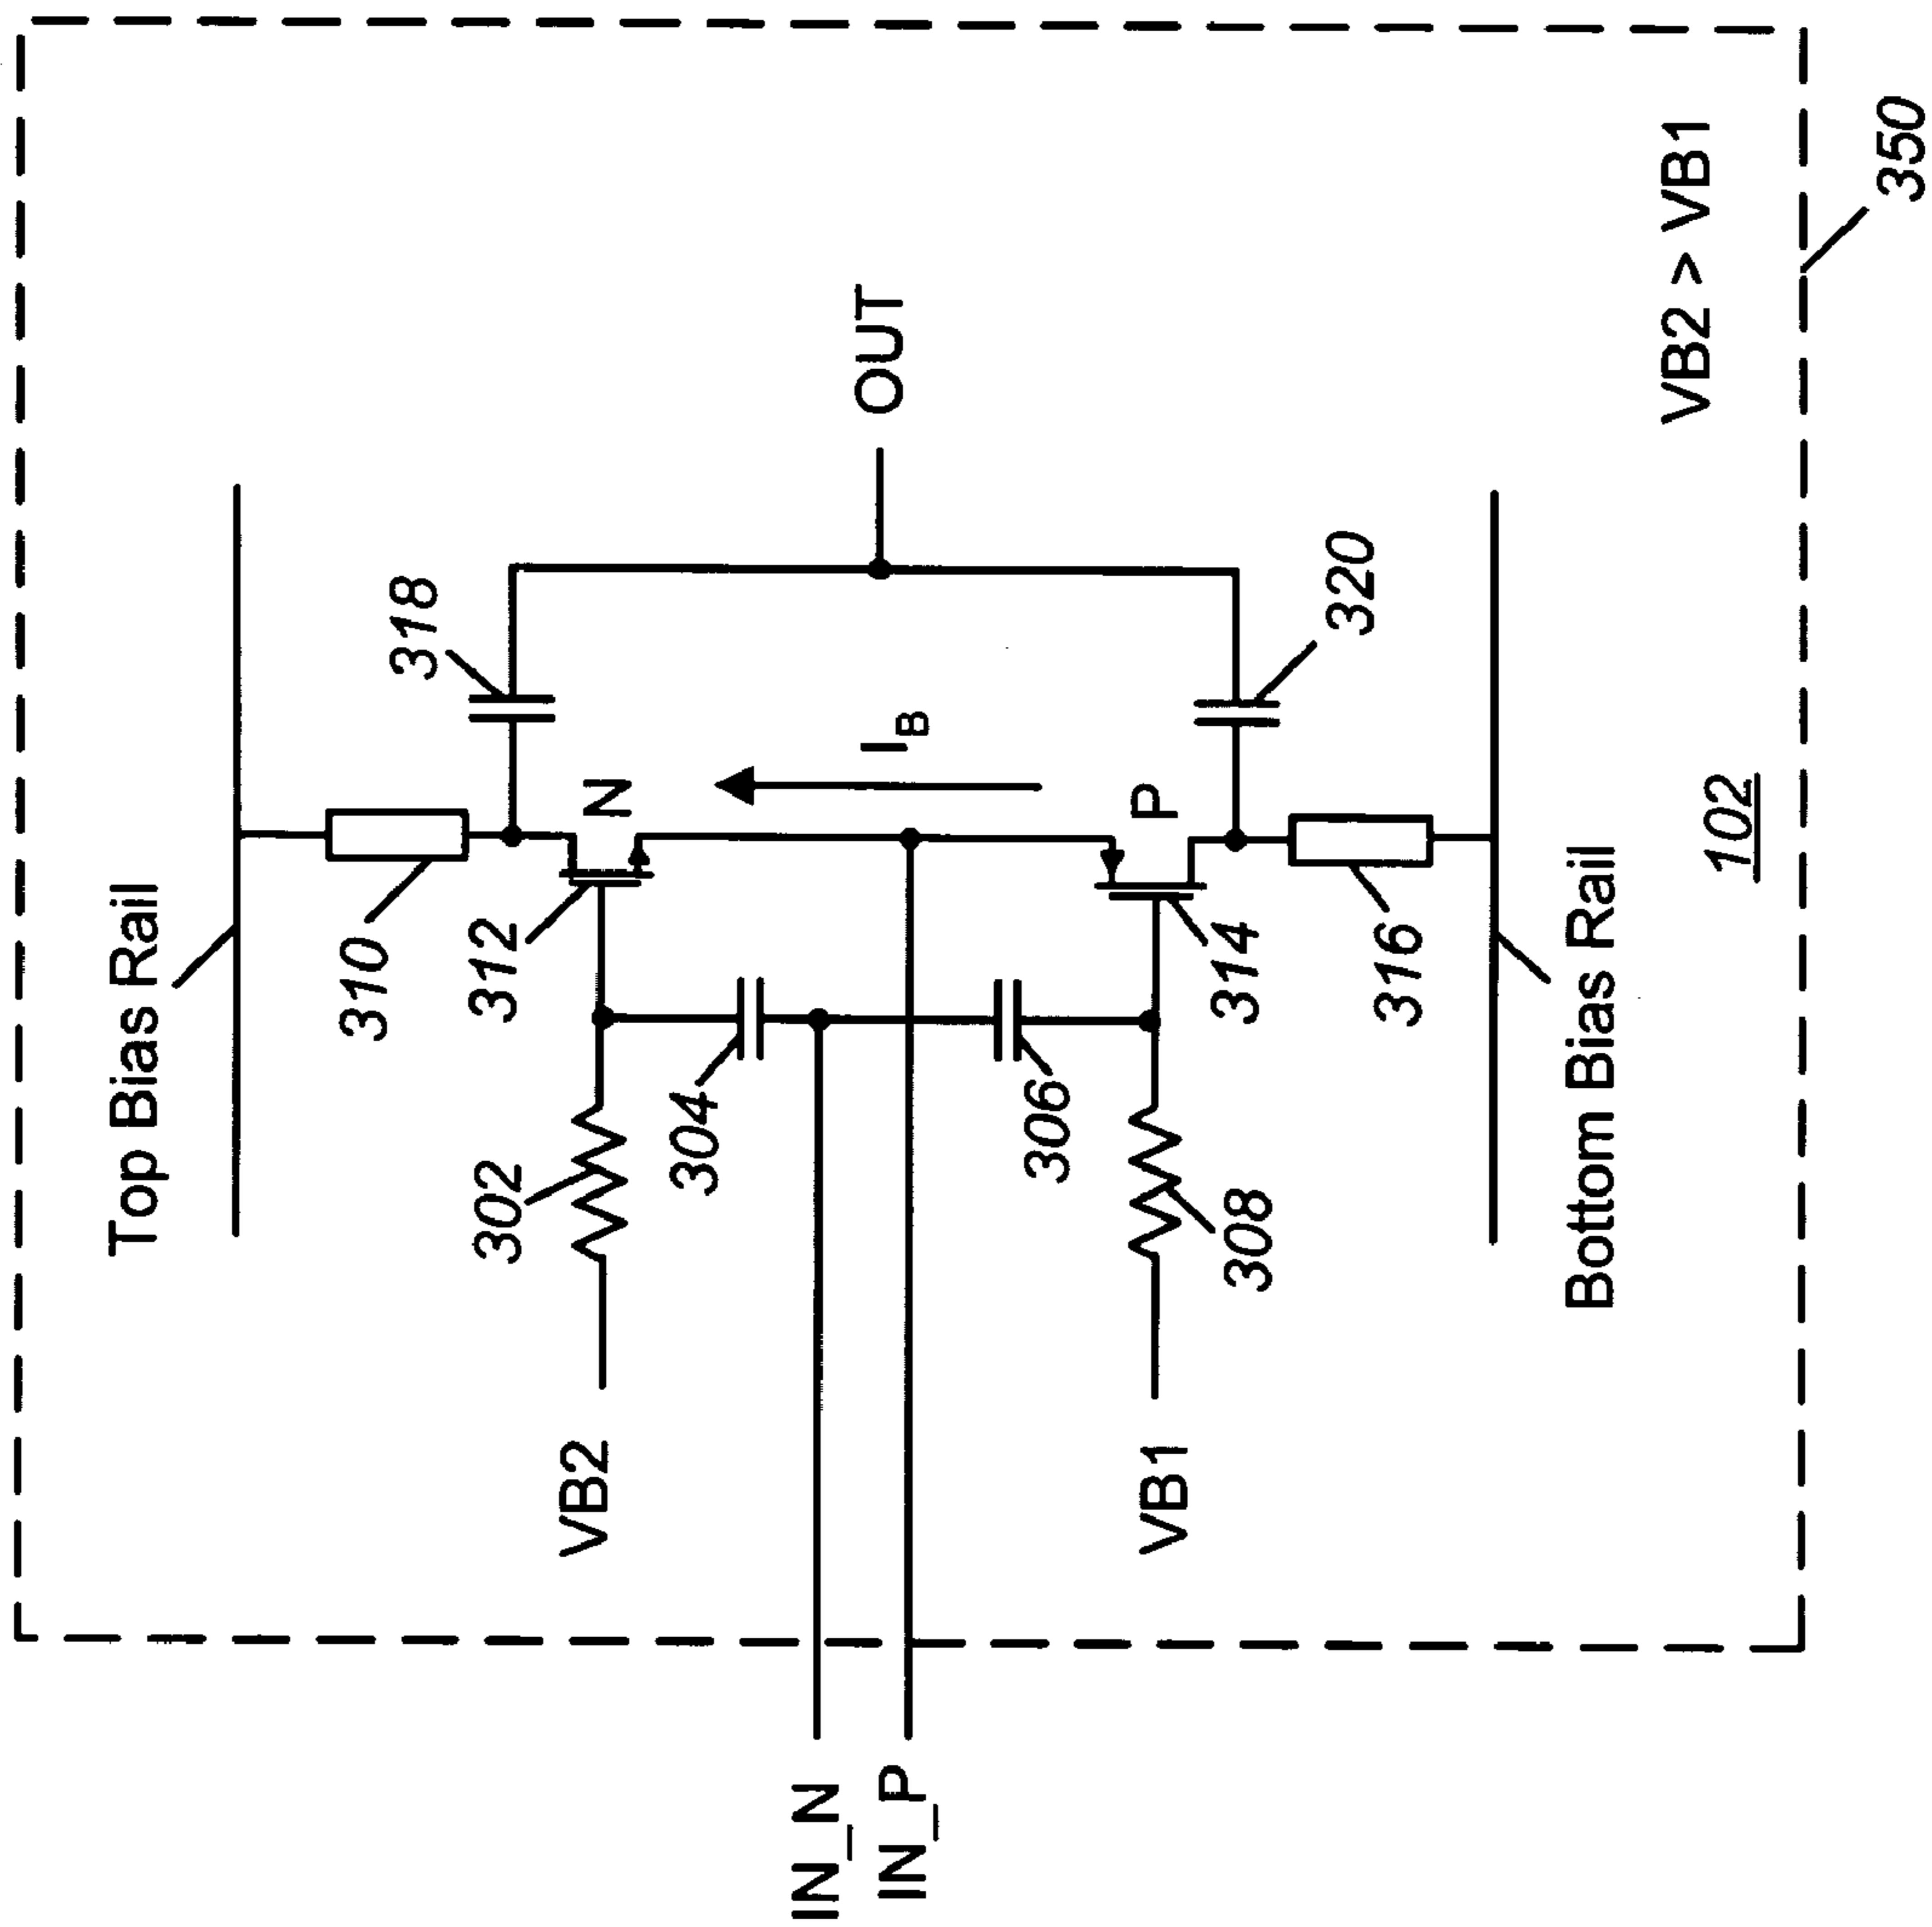 Top Bias Rail
310
318
302
312
N
VB2
304
OUT
I_B
IN_N
IN_P
306
P
VB1
308
314
320
316
Bottom Bias Rail
102
VB2 > VB1
350